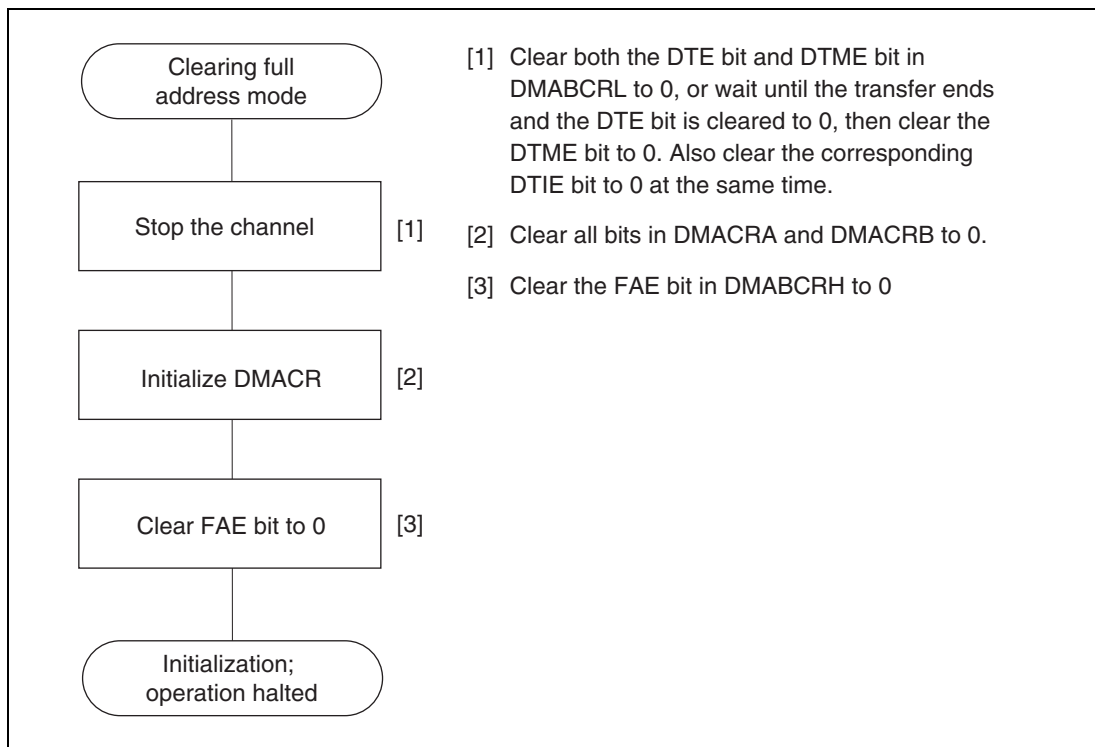 Clearing full
address mode
Stop the channel
[1]
Initialize DMACR
[2]
Clear FAE bit to 0
[3]
Initialization;
operation halted
[1] Clear both the DTE bit and DTME bit in
DMABCRL to 0, or wait until the transfer ends
and the DTE bit is cleared to 0, then clear the
DTME bit to 0. Also clear the corresponding
DTIE bit to 0 at the same time.
[2] Clear all bits in DMACRA and DMACRB to 0.
[3] Clear the FAE bit in DMABCRH to 0